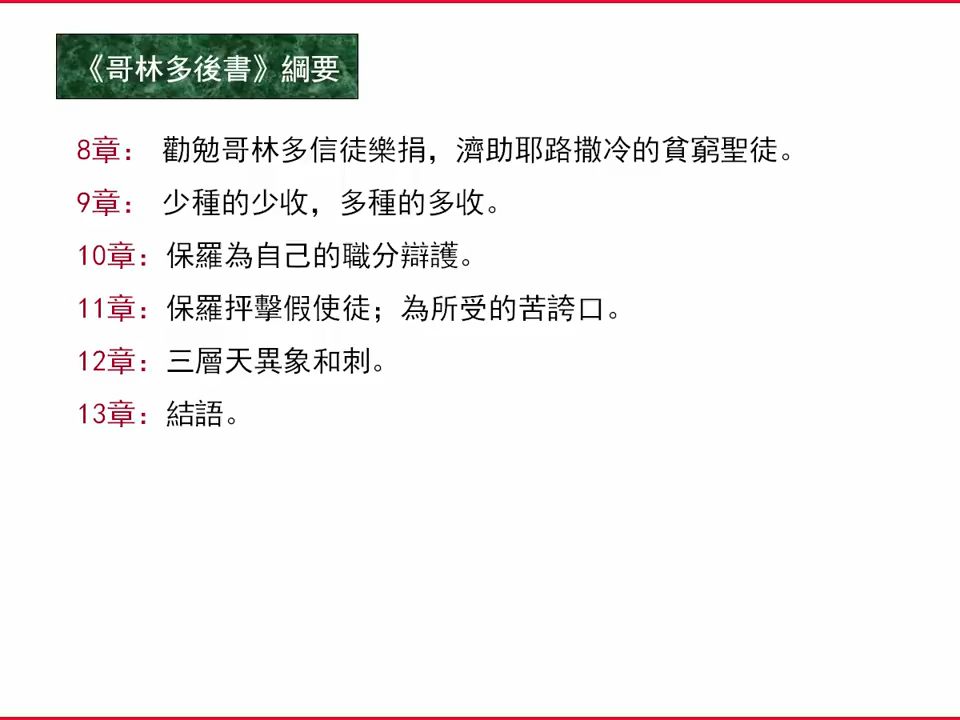 《哥林多後書》綱要
8章： 勸勉哥林多信徒樂捐，濟助耶路撒冷的貧窮聖徒。
9章： 少種的少收，多種的多收。
10章：保羅為自己的職分辯護。
11章：保羅抨擊假使徒；為所受的苦誇口。
12章：三層天異象和刺。
13章：結語。